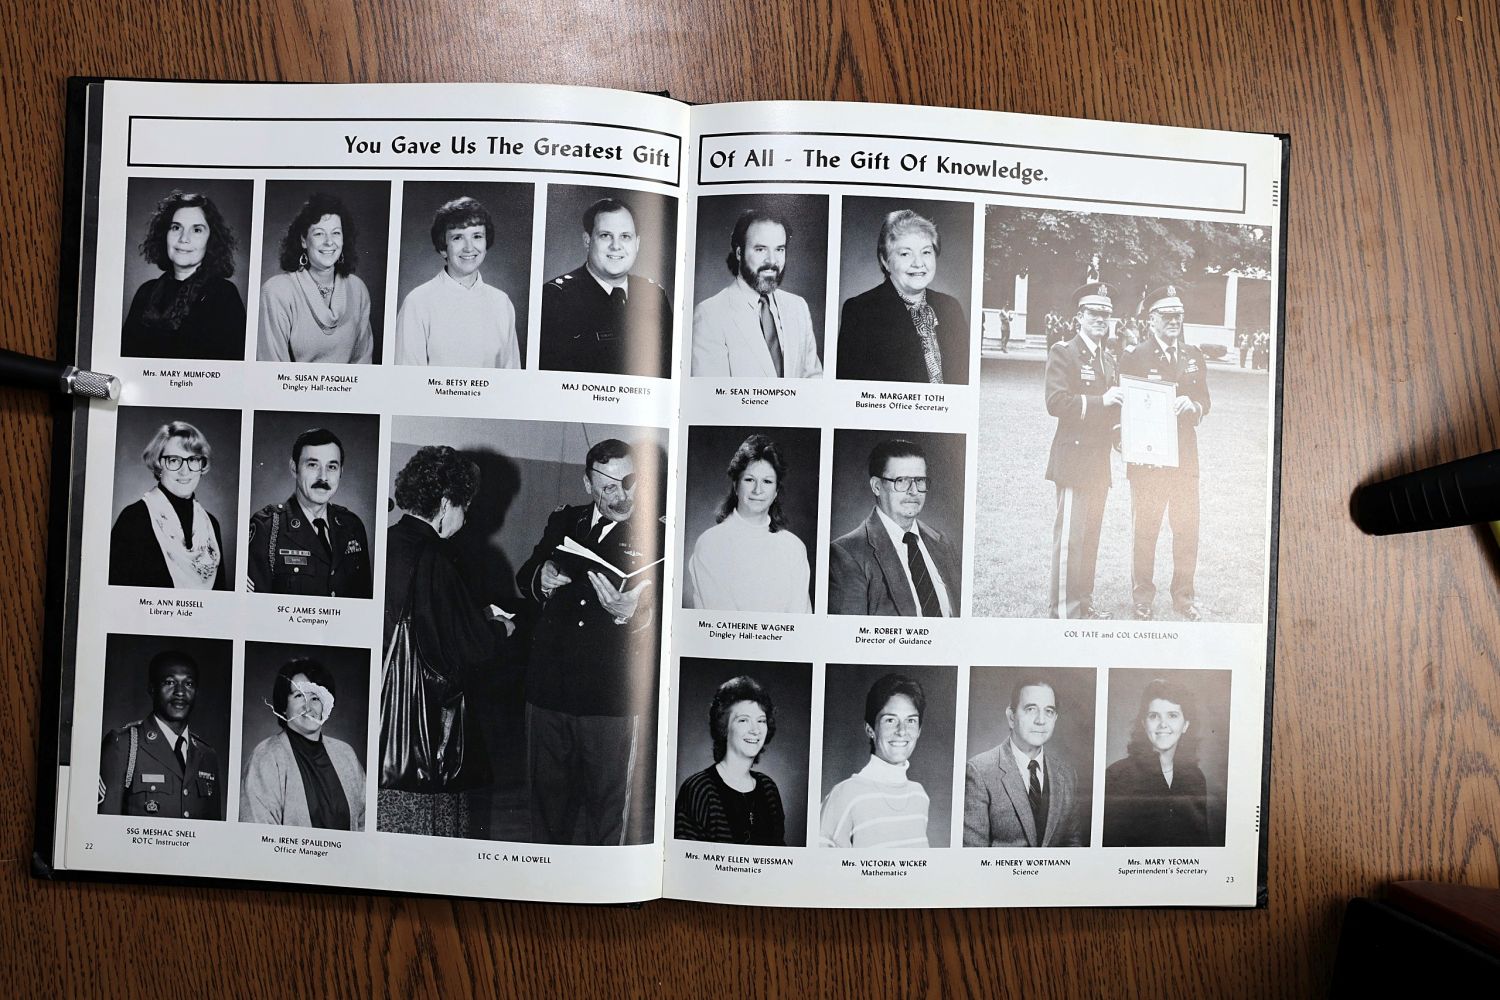 You Gave Us The Greatest Gift
Of All - The Gift Of Knowledge.
Mrs. MARY MUMFORD
English
Mrs. SUSAN PASQUALE
Dingley Hall-teacher
Mrs. BETSY REED
Mathematics
MAJ DONALD ROBERTS
History
Mrs. ANN RUSSELL
Library Aide
SFC JAMES SMITH
A Company
SSG MESHAC SNELL
ROTC Instructor
Mrs. IRENE SPAULDING
Office Manager
LTC C A M LOWELL
22
Mr. SEAN THOMPSON
Science
Mrs. MARGARET TOTH
Business Office Secretary
Mrs. CATHERINE WAGNER
Dingley Hall-teacher
Mr. ROBERT WARD
Director of Guidance
COL TATE and COL CASTELLANO
Mrs. MARY ELLEN WEISSMAN
Mathematics
Mrs. VICTORIA WICKER
Mathematics
Mr. HENERY WORTMANN
Science
Mrs. MARY YEOMAN
Superintendent's Secretary
23